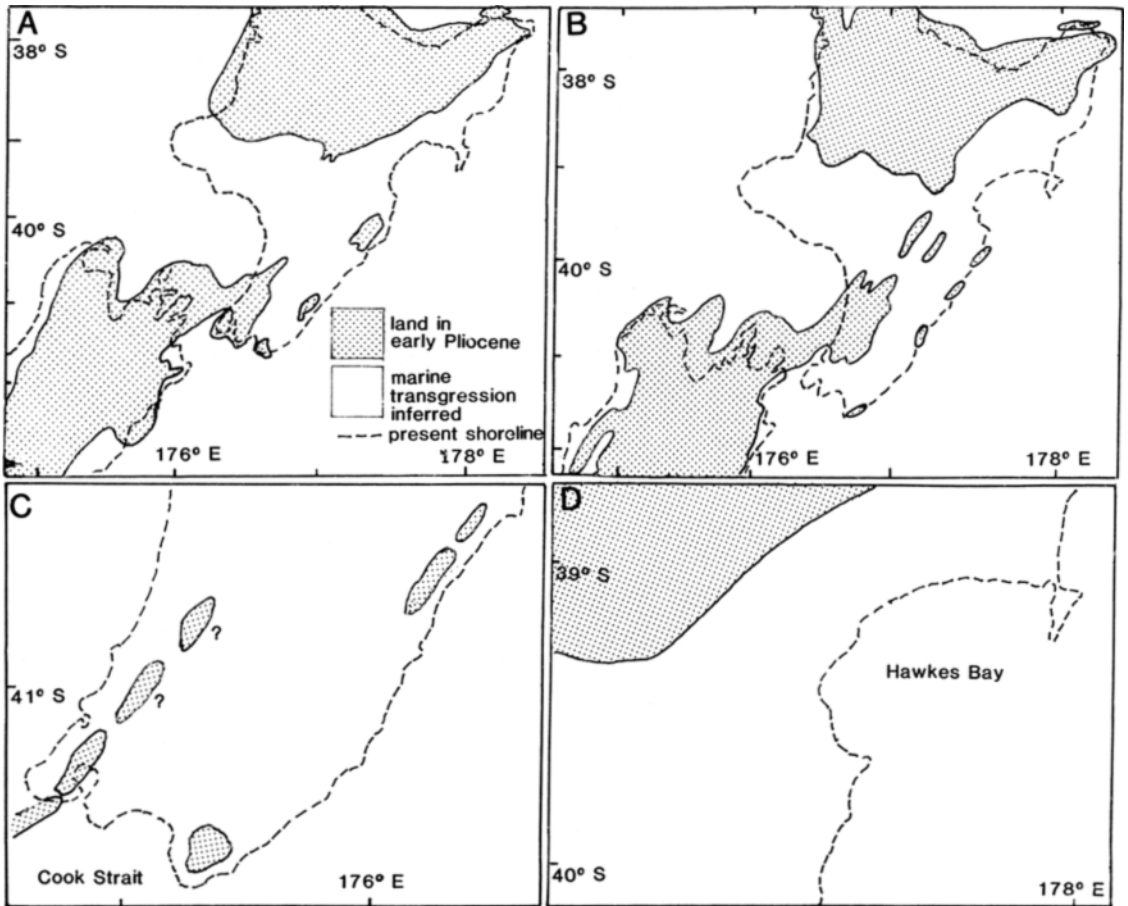 A
38° S
40° S
land in
early Pliocene
marine
transgression
inferred
present shoreline
176° E
178° E
B
38° S
40° S
176° E
178° E
C
41° S
?
?
Cook Strait
176° E
D
39° S
Hawkes Bay
40° S
178° E